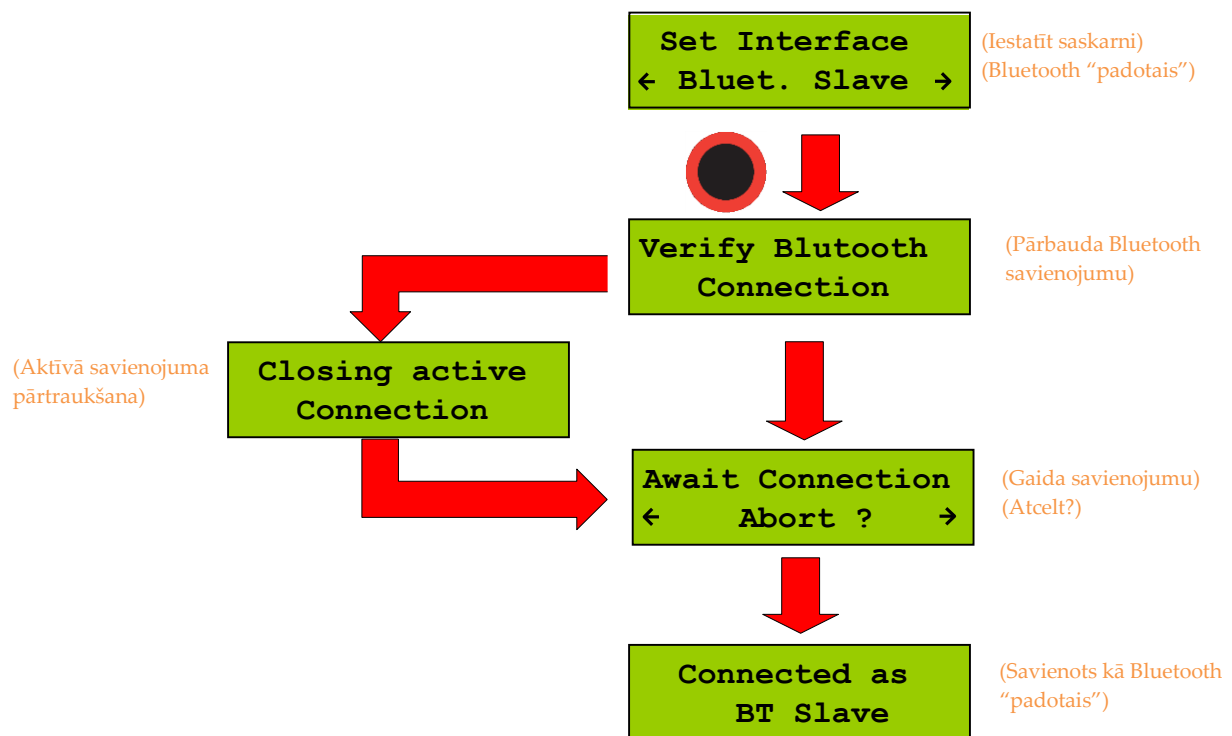 Set Interface
← Bluet. Slave →
(Iestatīt saskarni)
(Bluetooth “padotais”)
Verify Blutooth
Connection
(Pārbauda Bluetooth
savienojumu)
(Aktīvā savienojuma
pārtraukšana)
Closing active
Connection
Await Connection
← Abort ? →
(Gaida savienojumu)
(Atcelt?)
Connected as
BT Slave
(Savienots kā Bluetooth
“padotais”)